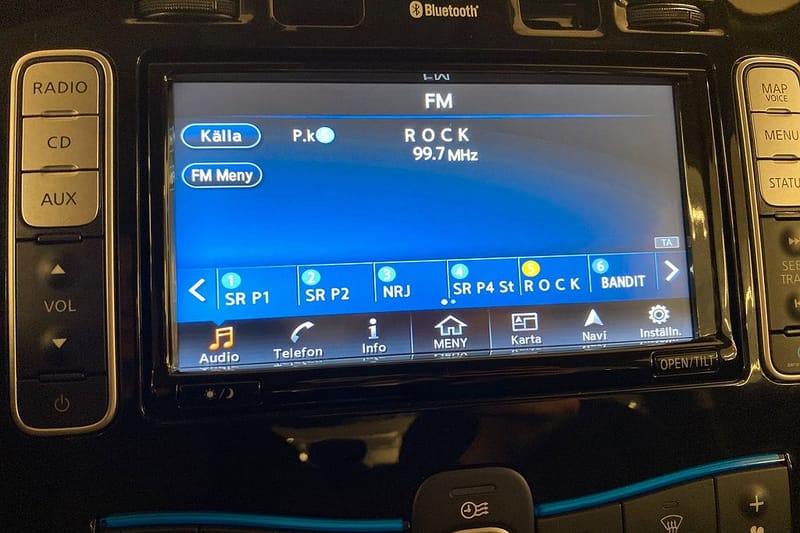 Bluetooth
RADIO
CD
AUX
VOL
FM
Källa
P.k
ROCK
99.7 MHz
FM Meny
TA
1 SR P1
2 SR P2
3 NRJ
4 SR P4 St
5 ROCK
6 BANDIT
Audio
Telefon
Info
MENY
Karta
Navi
Inställn.
OPEN/TILT
MAP
VOICE
MENU